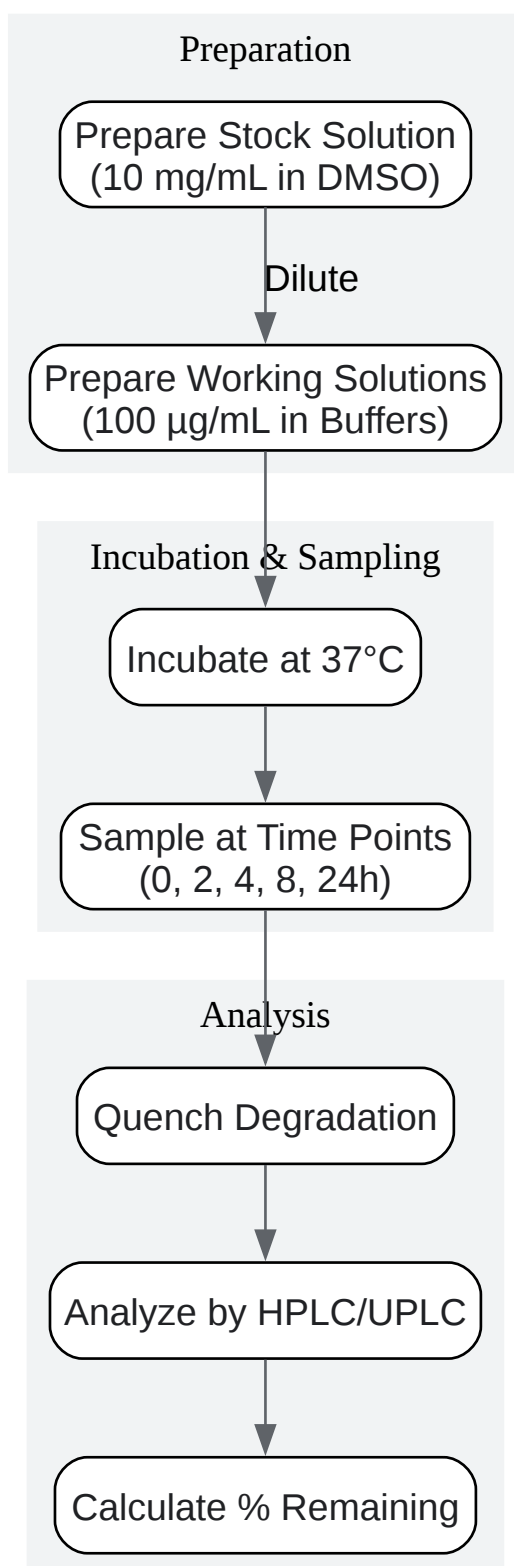 Preparation
Prepare Stock Solution
(10 mg/mL in DMSO)
Dilute
Prepare Working Solutions
(100 µg/mL in Buffers)
Incubation & Sampling
Incubate at 37°C
Sample at Time Points
(0, 2, 4, 8, 24h)
Analysis
Quench Degradation
Analyze by HPLC/UPLC
Calculate % Remaining